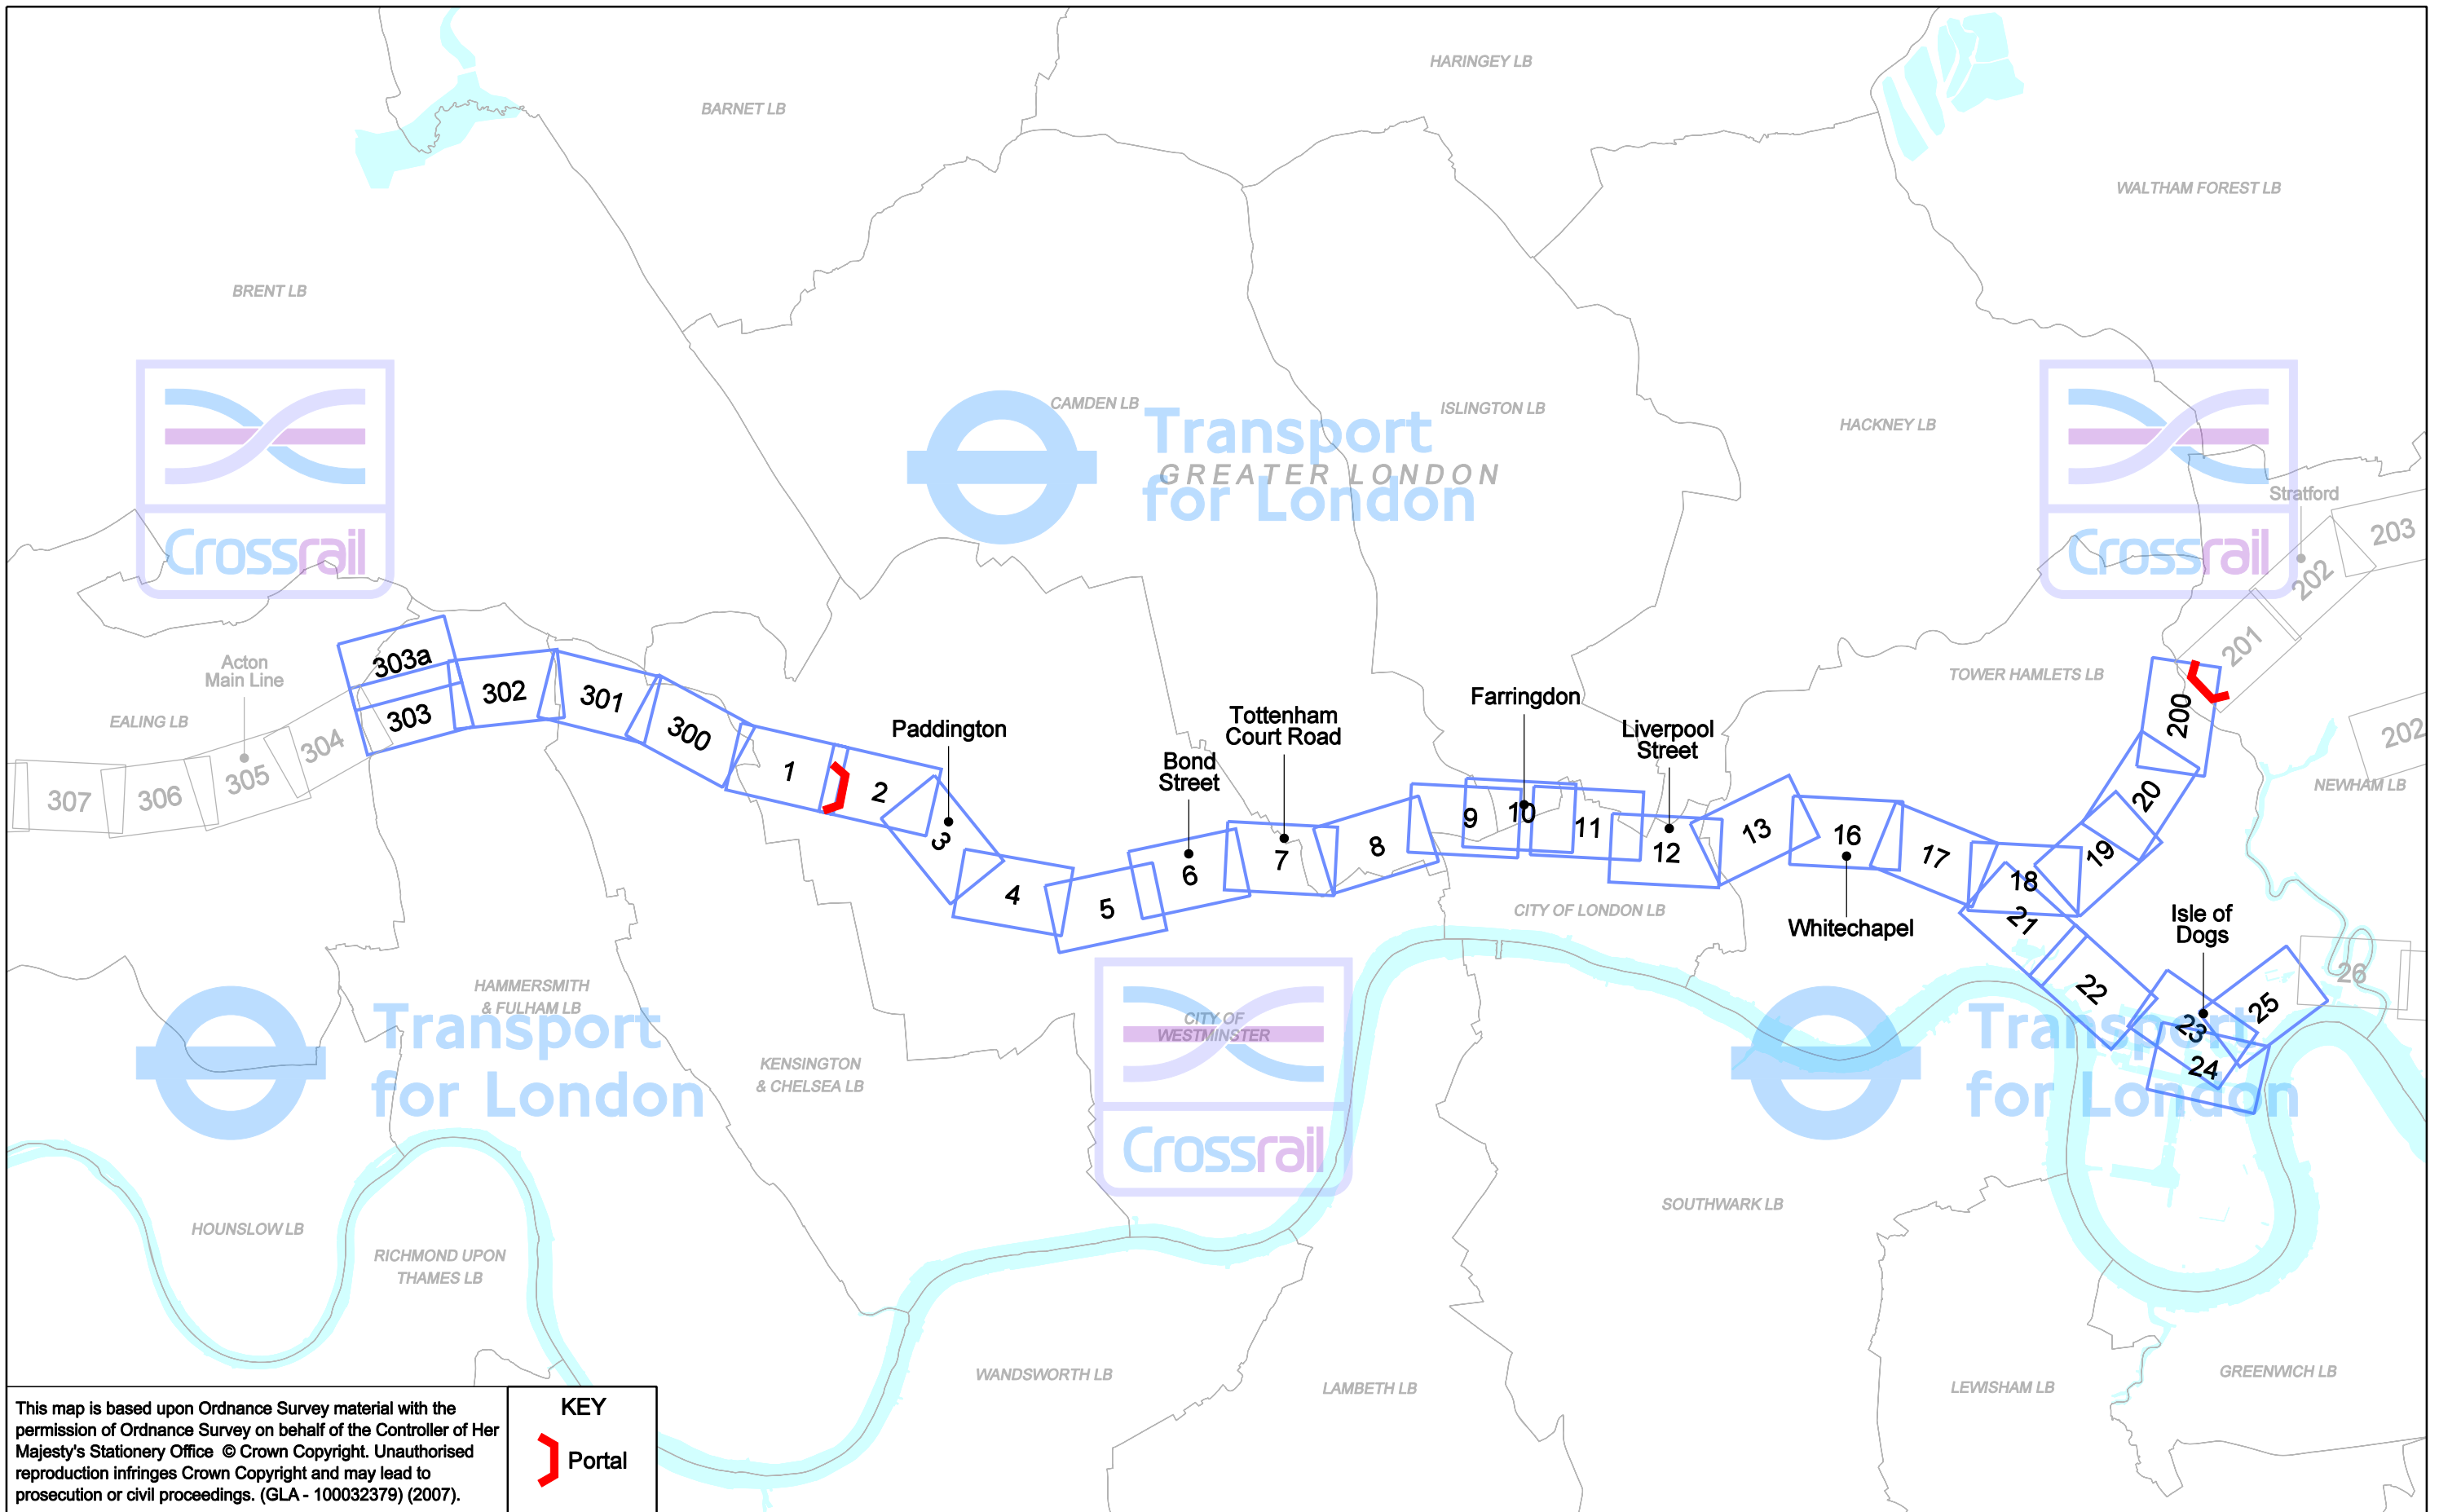 HARINGEY LB
BARNET LB
WALTHAM FOREST LB
BRENT LB
CAMDEN LB
ISLINGTON LB
HACKNEY LB
Transport
for London
GREATER LONDON
Crossrail
Crossrail
Stratford
203
202
201
Acton
Main Line
EALING LB
TOWER HAMLETS LB
NEWHAM LB
202
307
306
305
304
303a
303
302
301
300
1
2
Paddington
3
4
5
Bond
Street
6
Tottenham
Court Road
7
8
9
Farringdon
10
11
Liverpool
Street
12
13
16
Whitechapel
17
18
19
20
200
21
22
Isle of
Dogs
23
24
25
26
CITY OF LONDON LB
HAMMERSMITH
& FULHAM LB
Transport
for London
KENSINGTON
& CHELSEA LB
CITY OF
WESTMINSTER
Crossrail
Transport
for London
SOUTHWARK LB
HOUNSLOW LB
RICHMOND UPON
THAMES LB
WANDSWORTH LB
LAMBETH LB
LEWISHAM LB
GREENWICH LB
This map is based upon Ordnance Survey material with the
permission of Ordnance Survey on behalf of the Controller of Her
Majesty's Stationery Office © Crown Copyright. Unauthorised
reproduction infringes Crown Copyright and may lead to
prosecution or civil proceedings. (GLA - 100032379) (2007).
KEY
Portal